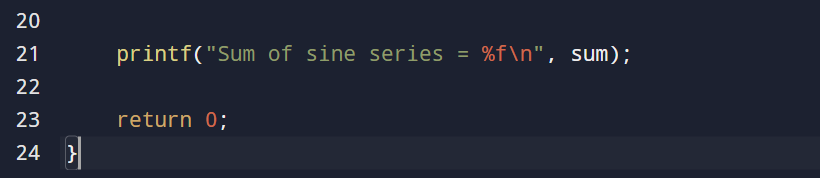 20
21 printf("Sum of sine series = %f\n", sum);
22
23 return 0;
24 }